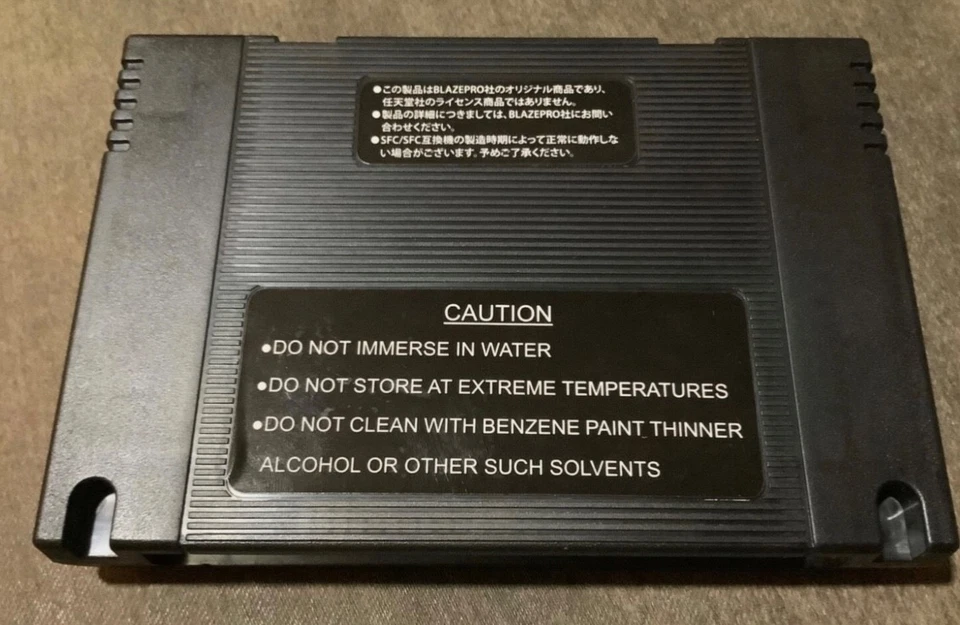 ●この製品はBLAZEPRO社のオリジナル商品であり、
任天堂社のライセンス商品ではありません。
●製品の詳細につきましては、BLAZEPRO社にお問い
合わせください。
●SFC/SFC互換機の製造時期によって正常に動作しな
い場合がございます。予めご了承ください。
CAUTION
●DO NOT IMMERSE IN WATER
●DO NOT STORE AT EXTREME TEMPERATURES
●DO NOT CLEAN WITH BENZENE PAINT THINNER
ALCOHOL OR OTHER SUCH SOLVENTS